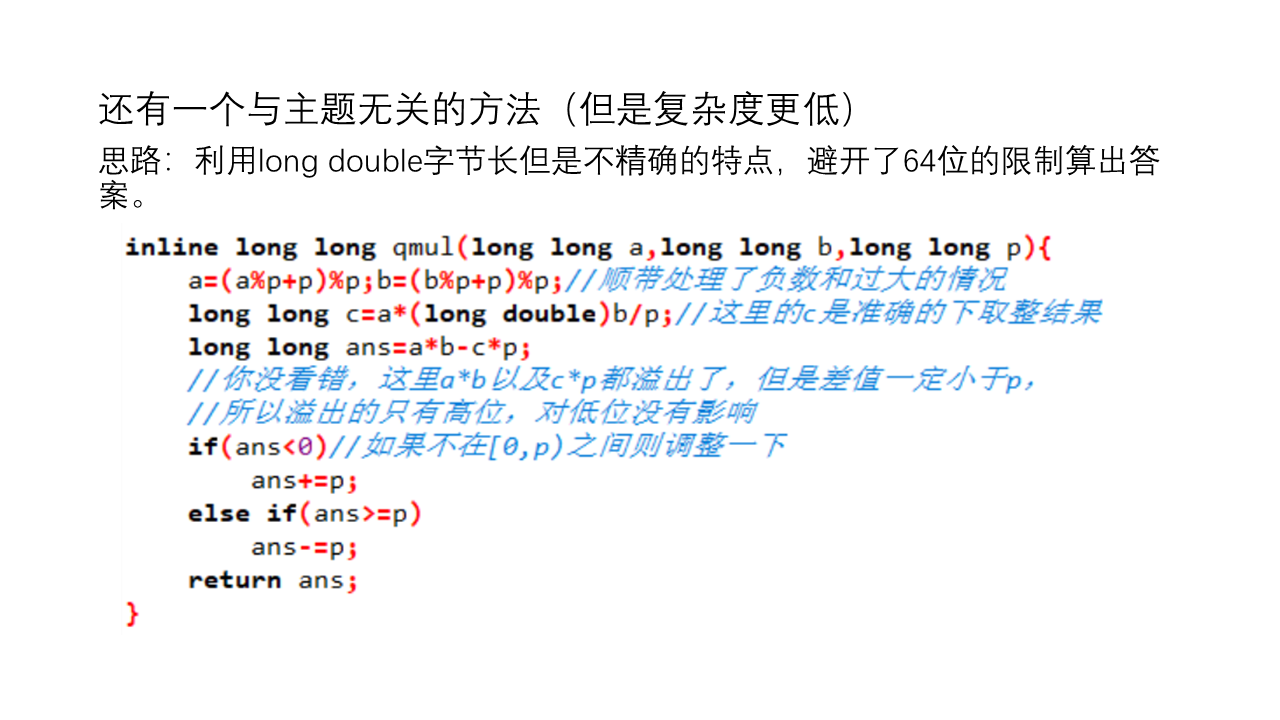 还有一个与主题无关的方法（但是复杂度更低）
思路：利用long double字节长但是不精确的特点，避开了64位的限制算出答
案。
inline long long qmul(long long a,long long b,long long p){
    a=(a%p+p)%p;b=(b%p+p)%p;//顺带处理了负数和过大的情况
    long long c=a*(long double)b/p;//这里的c是准确的下取整结果
    long long ans=a*b-c*p;
    //你没看错，这里a*b以及c*p都溢出了，但是差值一定小于p，
    //所以溢出的只有高位，对低位没有影响
    if(ans<0)//如果不在[0,p)之间则调整一下
        ans+=p;
    else if(ans>=p)
        ans-=p;
    return ans;
}